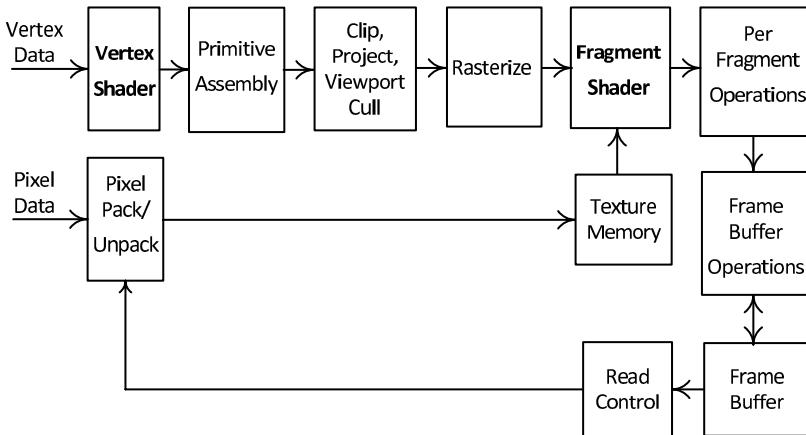 Vertex
Data
Vertex
Shader
Primitive
Assembly
Clip,
Project,
Viewport
Cull
Rasterize
Fragment
Shader
Per
Fragment
Operations
Pixel
Data
Pixel
Pack/
Unpack
Texture
Memory
Frame
Buffer
Operations
Read
Control
Frame
Buffer